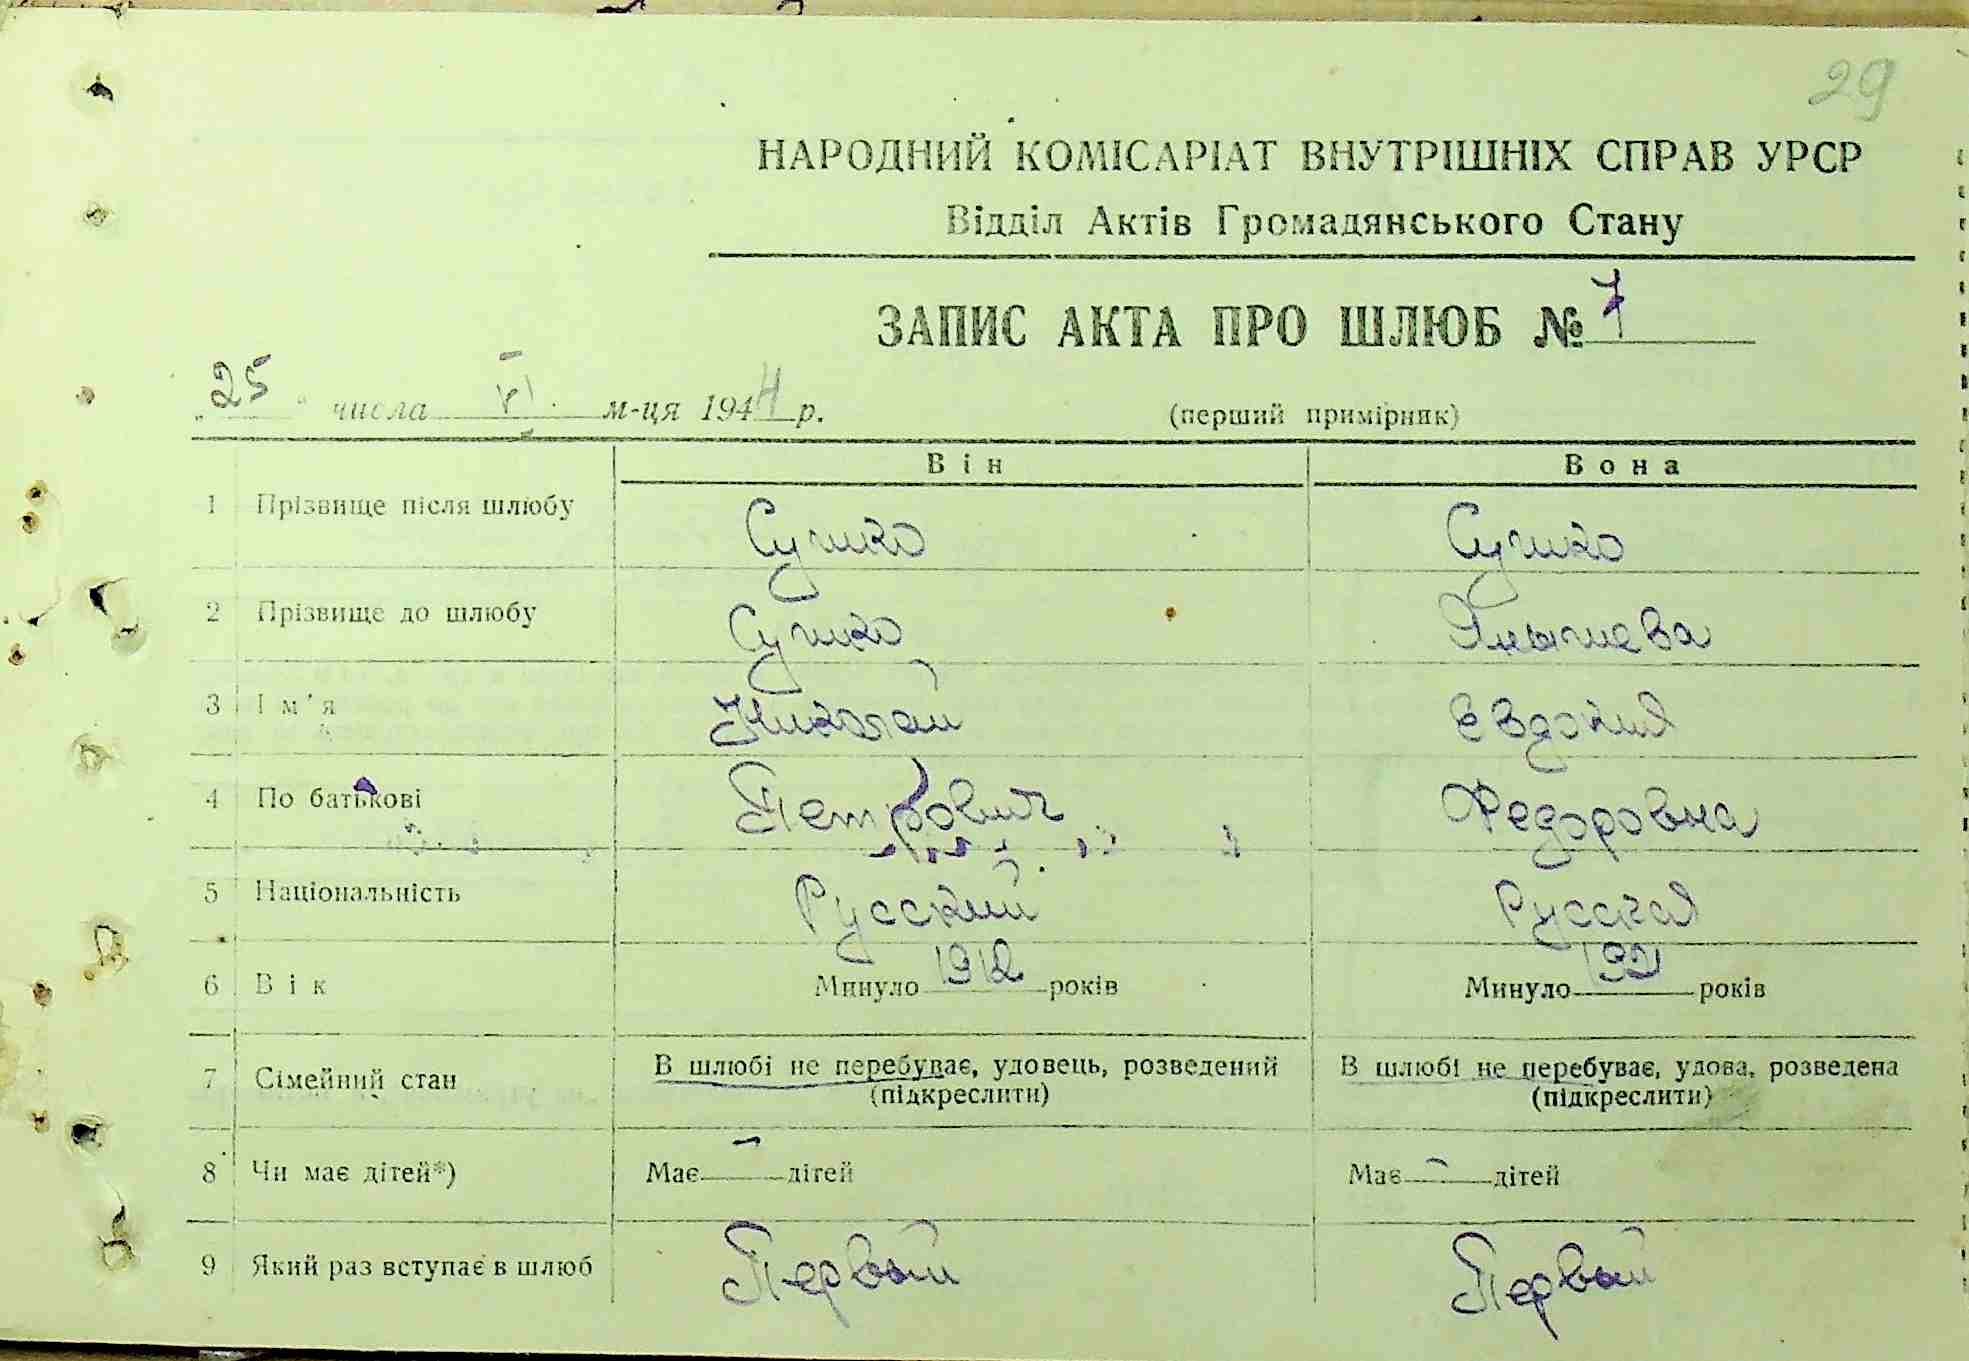 29
НАРОДНИЙ КОМІСАРІАТ ВНУТРІШНІХ СПРАВ УРСР
Відділ Актів Громадянського Стану
ЗАПИС АКТА ПРО ШЛЮБ № 7
„25“ числа VI м-ця 1944 р. (перший примірник)
Він Вона
1 Прізвище після шлюбу Сушко Сушко
2 Прізвище до шлюбу Сушко Янышева
3 Ім'я Николай Евдокия
4 По батькові Петрович Федоровна
5 Національність Русский Русская
6 Вік Минуло 1912 років Минуло 1921 років
7 Сімейний стан В шлюбі не перебуває, удовець, розведений В шлюбі не перебуває, удова, розведена
(підкреслити) (підкреслити)
8 Чи має дітей*) Має — дітей Має — дітей
9 Який раз вступає в шлюб Первый Первый